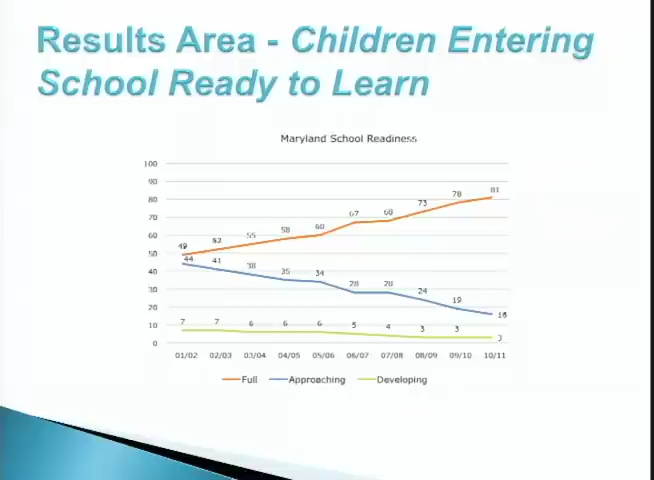 Results Area - Children Entering
School Ready to Learn
Maryland School Readiness
100
90
80
70
60
50
40
30
20
10
0
49 52 55 58 60 67 68 73 78 81
44 41 38 35 34 28 28 24 19 16
7 7 6 6 6 5 4 3 3 3
01/02 02/03 03/04 04/05 05/06 06/07 07/08 08/09 09/10 10/11
Full Approaching Developing